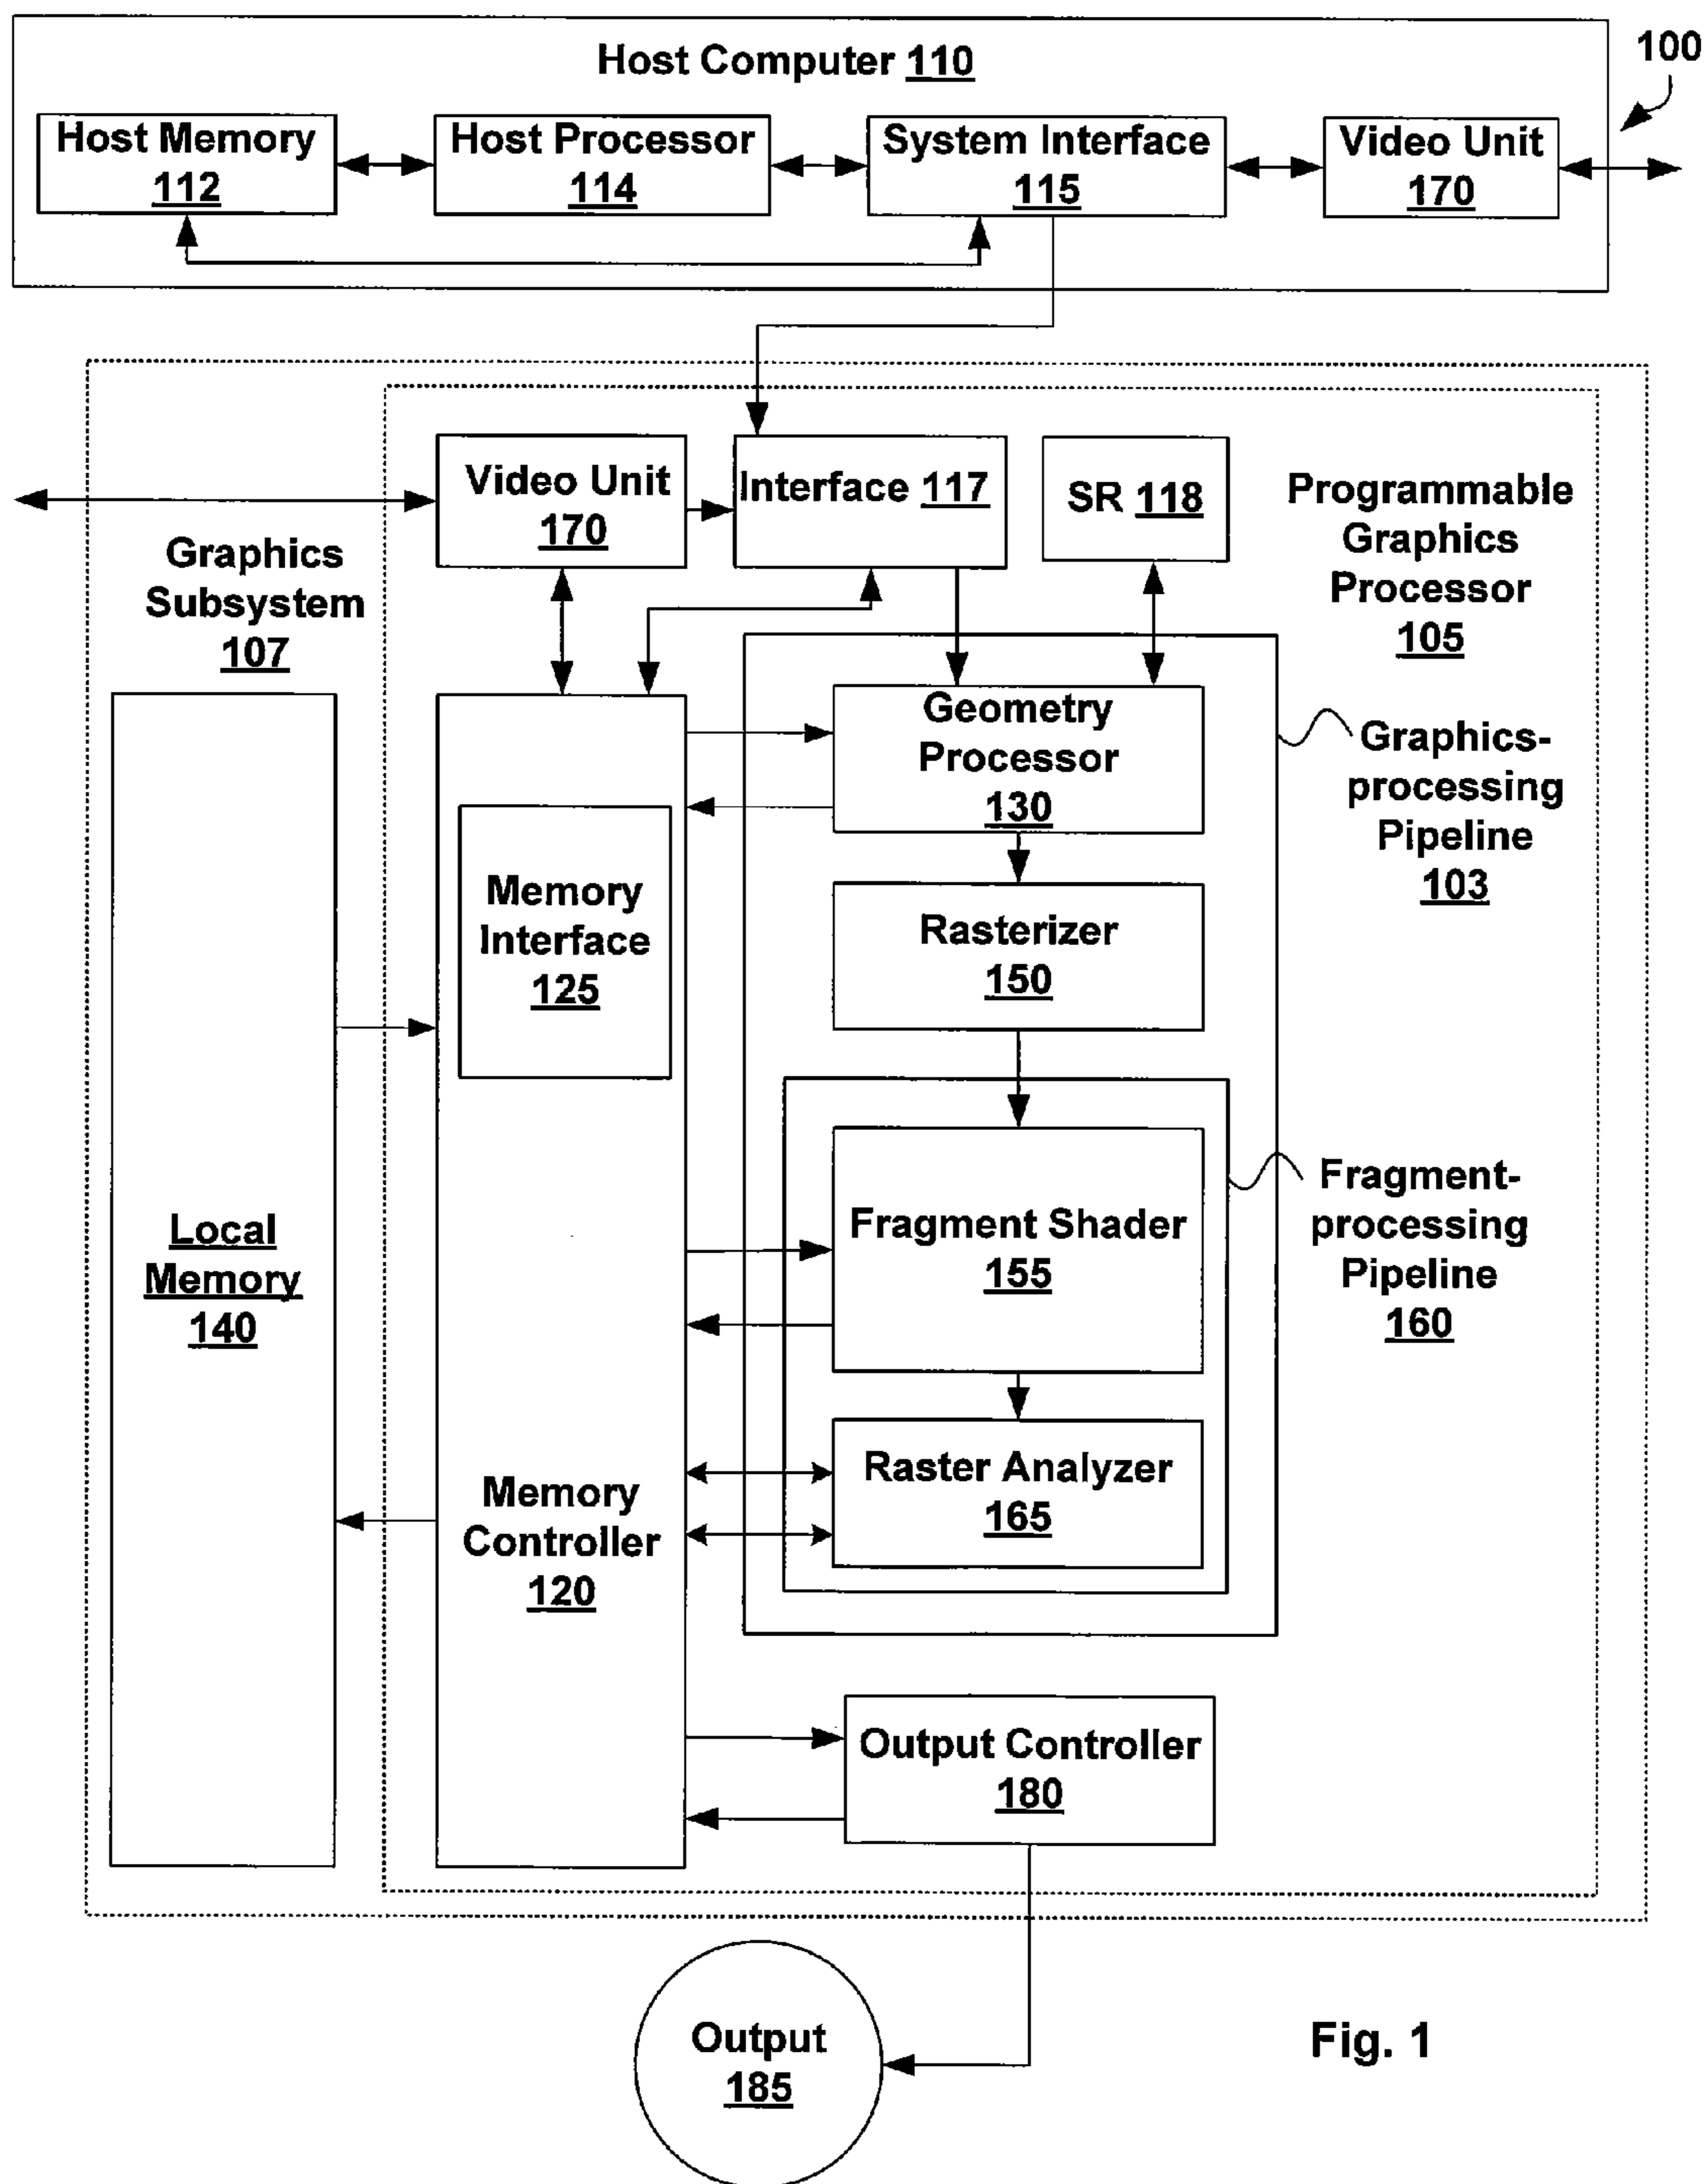 Host Computer 110
100
Host Memory
112
Host Processor
114
System Interface
115
Video Unit
170
Video Unit
170
Interface 117
SR 118
Programmable
Graphics
Processor
105
Graphics
Subsystem
107
Geometry
Processor
130
Graphics-
processing
Pipeline
103
Memory
Interface
125
Rasterizer
150
Local
Memory
140
Fragment Shader
155
Fragment-
processing
Pipeline
160
Raster Analyzer
165
Memory
Controller
120
Output Controller
180
Output
185
Fig. 1